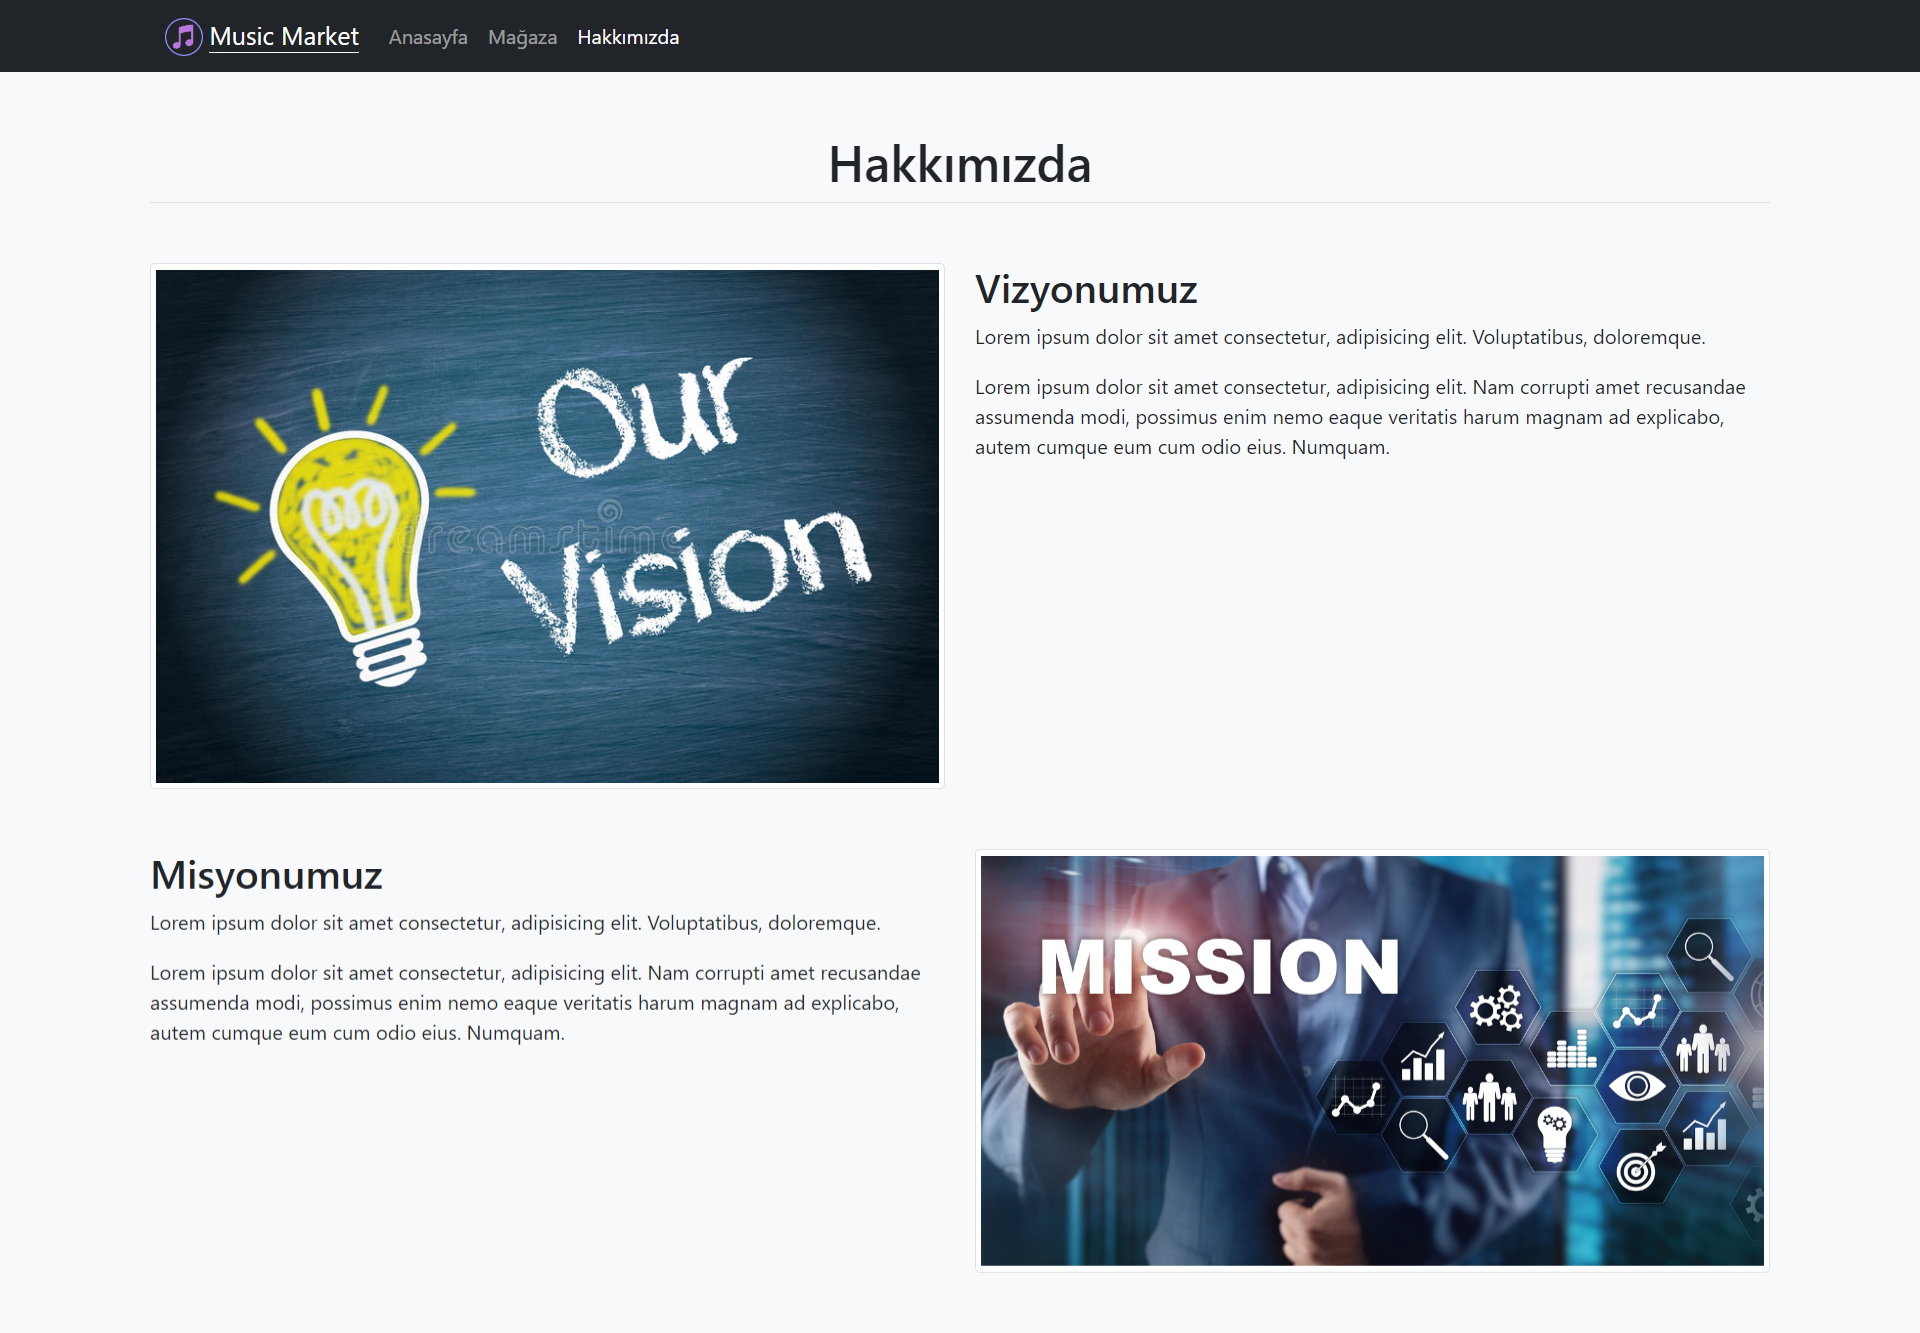 Music Market Anasayfa Mağaza Hakkımızda
Hakkımızda
Our
Vision
dreamstime
Vizyonumuz
Lorem ipsum dolor sit amet consectetur, adipisicing elit. Voluptatibus, doloremque.
Lorem ipsum dolor sit amet consectetur, adipisicing elit. Nam corrupti amet recusandae
assumenda modi, possimus enim nemo eaque veritatis harum magnam ad explicabo,
autem cumque eum cum odio eius. Numquam.
Misyonumuz
Lorem ipsum dolor sit amet consectetur, adipisicing elit. Voluptatibus, doloremque.
Lorem ipsum dolor sit amet consectetur, adipisicing elit. Nam corrupti amet recusandae
assumenda modi, possimus enim nemo eaque veritatis harum magnam ad explicabo,
autem cumque eum cum odio eius. Numquam.
MISSION